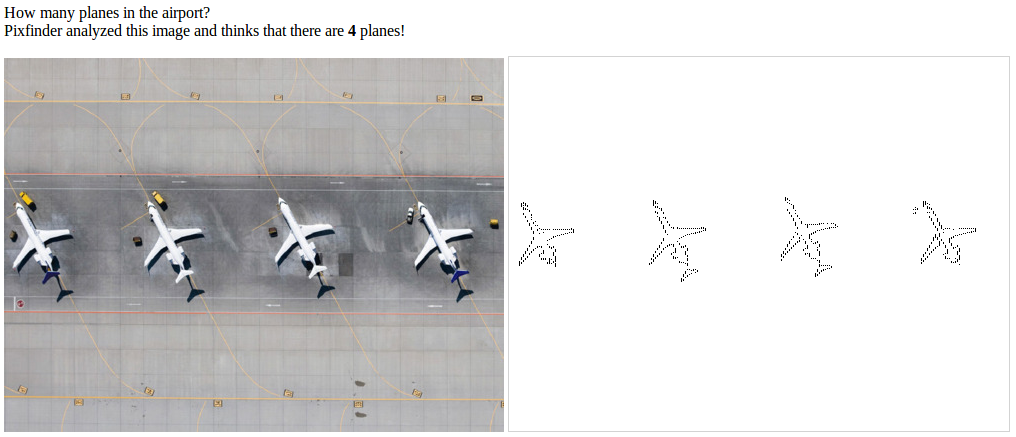 How many planes in the airport?
Pixfinder analyzed this image and thinks that there are 4 planes!